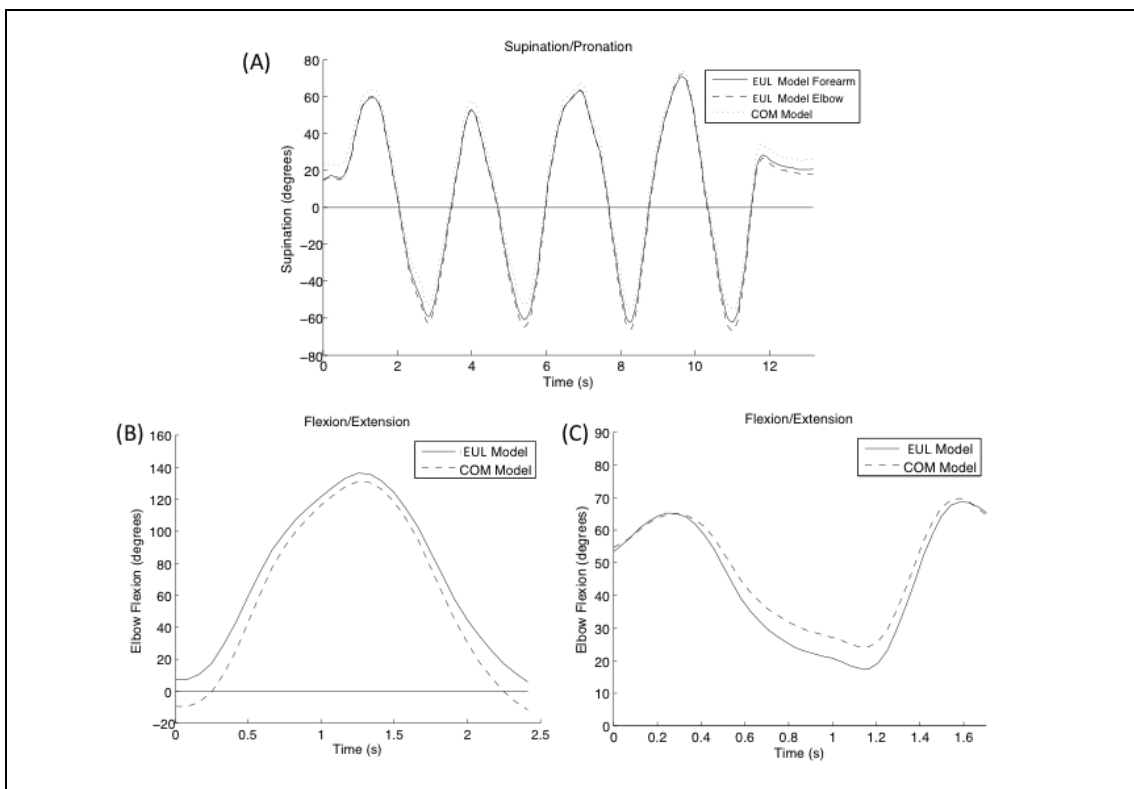 (A)
Supination/Pronation
EUL Model Forearm
EUL Model Elbow
COM Model
Supination (degrees)
80
60
40
20
0
−20
−40
−60
−80
0 2 4 6 8 10 12
Time (s)
(B)
Flexion/Extension
EUL Model
COM Model
Elbow Flexion (degrees)
160
140
120
100
80
60
40
20
0
−20
0 0.5 1 1.5 2 2.5
Time (s)
(C)
Flexion/Extension
EUL Model
COM Model
Elbow Flexion (degrees)
90
80
70
60
50
40
30
20
10
0
0 0.2 0.4 0.6 0.8 1 1.2 1.4 1.6
Time (s)